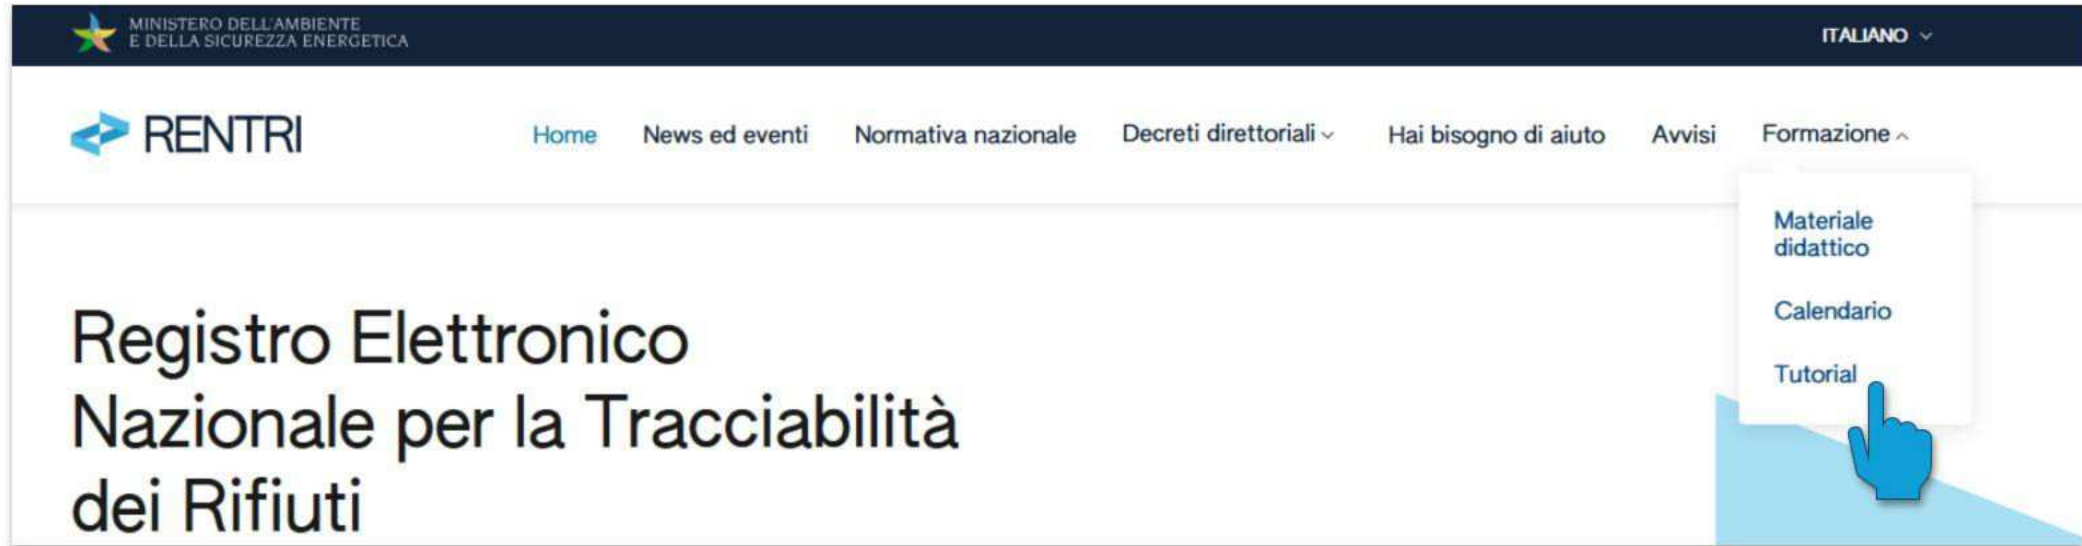 MINISTERO DELL'AMBIENTE
E DELLA SICUREZZA ENERGETICA
ITALIANO
RENTRI
Home
News ed eventi
Normativa nazionale
Decreti direttoriali
Hai bisogno di aiuto
Avvisi
Formazione
Materiale
didattico
Calendario
Tutorial
Registro Elettronico
Nazionale per la Tracciabilità
dei Rifiuti